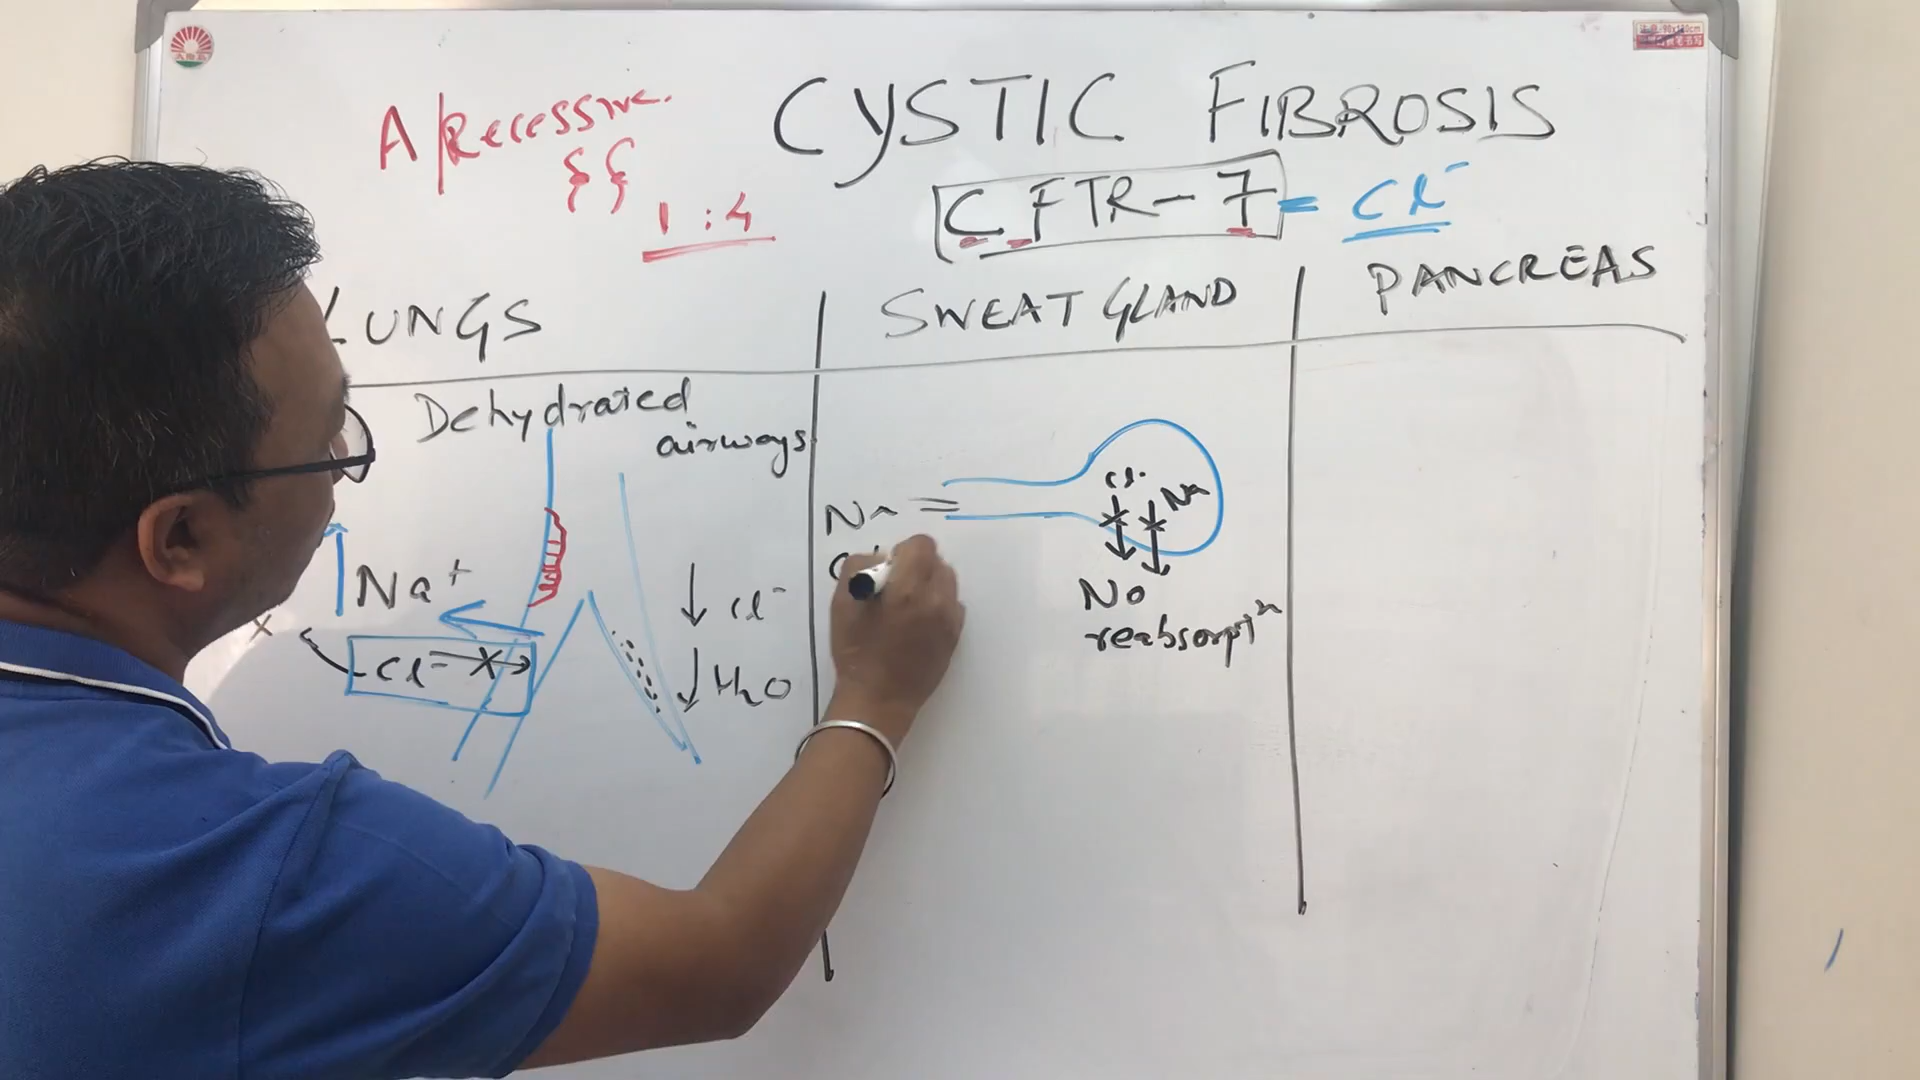 A/Recessive.
1:4
CYSTIC FIBROSIS
CFTR-7 = Cl⁻
LUNGS
SWEAT GLAND
PANCREAS
Dehydrated
airways
Na⁺
Cl⁻
↓ Cl⁻
↓ H₂O
Na
Cl⁻
Na
No
reabsorptⁿ